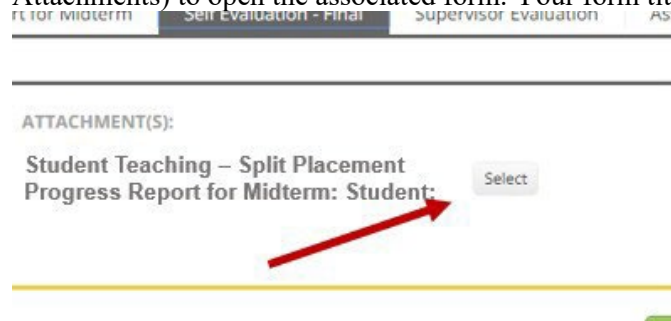 Attachments) to open the associated form. Your form tit
rt for Midterm Self Evaluation - Final Supervisor Evaluation As
ATTACHMENT(S):
Student Teaching – Split Placement
Progress Report for Midterm: Student:
Select